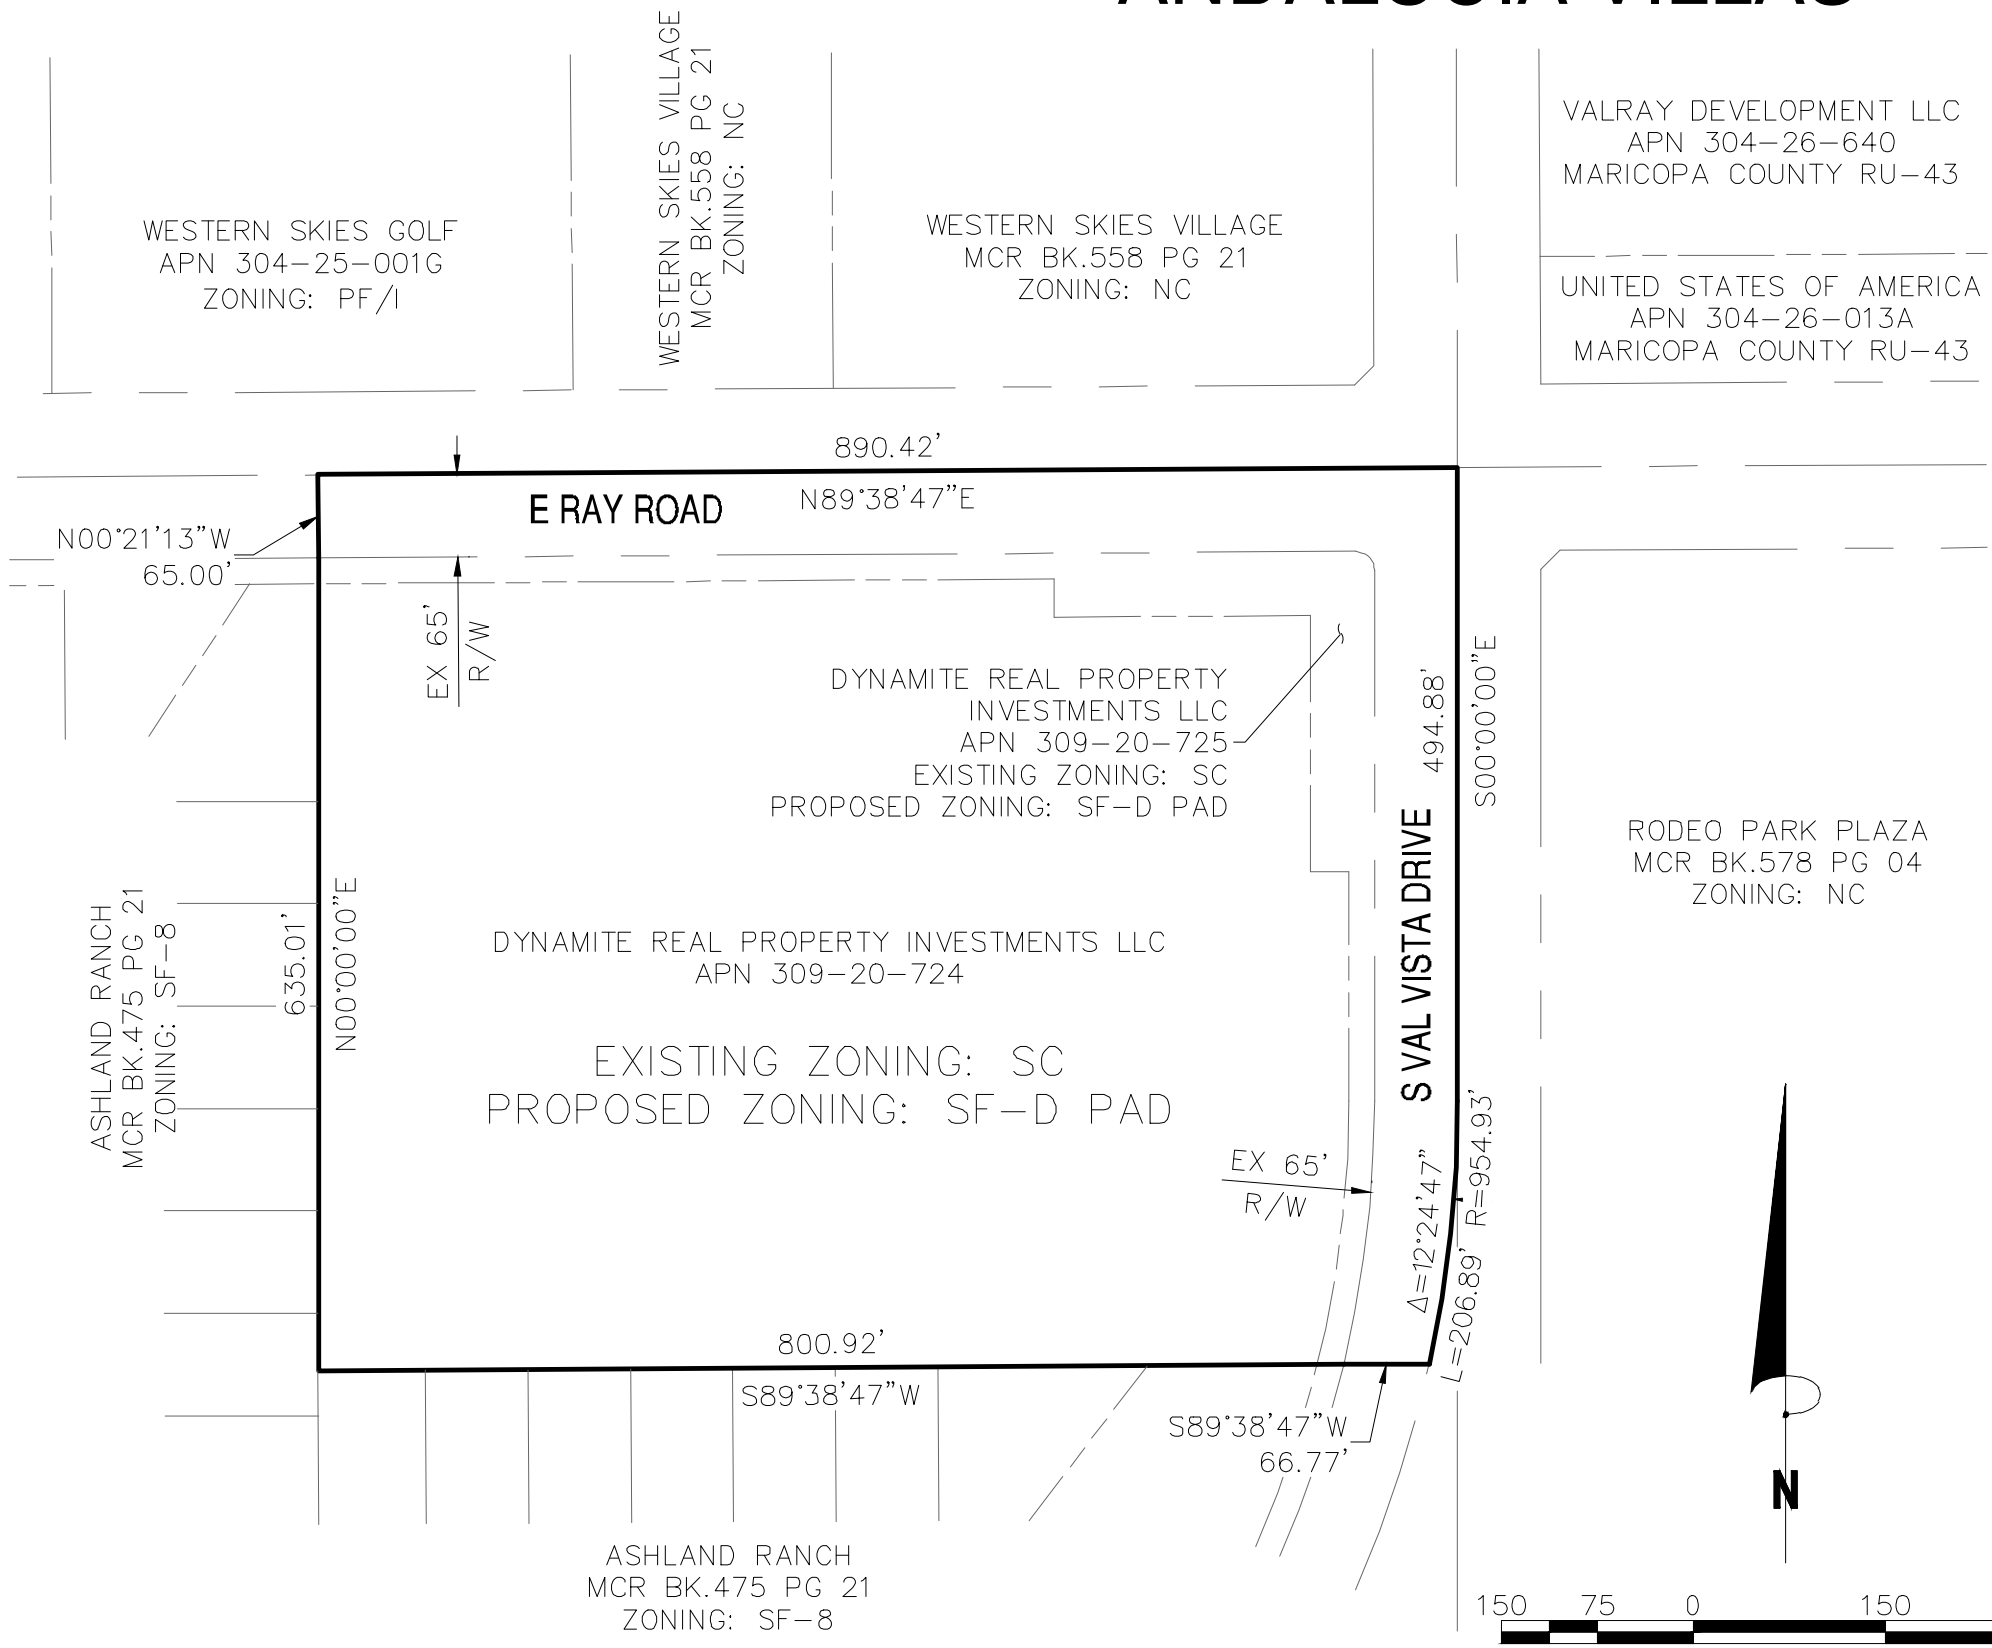 WESTERN SKIES GOLF
APN 304-25-001G
ZONING: PF/I
WESTERN SKIES VILLAGE
MCR BK.558 PG 21
ZONING: NC
WESTERN SKIES VILLAGE
MCR BK.558 PG 21
ZONING: NC
VALRAY DEVELOPMENT LLC
APN 304-26-640
MARICOPA COUNTY RU-43
UNITED STATES OF AMERICA
APN 304-26-013A
MARICOPA COUNTY RU-43
890.42'
E RAY ROAD
N89°38'47"E
N00°21'13"W
65.00'
EX 65'
R/W
DYNAMITE REAL PROPERTY
INVESTMENTS LLC
APN 309-20-725
EXISTING ZONING: SC
PROPOSED ZONING: SF-D PAD
494.88'
S00°00'00"E
S VAL VISTA DRIVE
RODEO PARK PLAZA
MCR BK.578 PG 04
ZONING: NC
ASHLAND RANCH
MCR BK.475 PG 21
ZONING: SF-8
635.01'
N00°00'00"E
DYNAMITE REAL PROPERTY INVESTMENTS LLC
APN 309-20-724
EXISTING ZONING: SC
PROPOSED ZONING: SF-D PAD
EX 65'
R/W
Δ=12°24'47"
L=206.89' R=954.93'
800.92'
S89°38'47"W
S89°38'47"W
66.77'
ASHLAND RANCH
MCR BK.475 PG 21
ZONING: SF-8
N
150 75 0 150